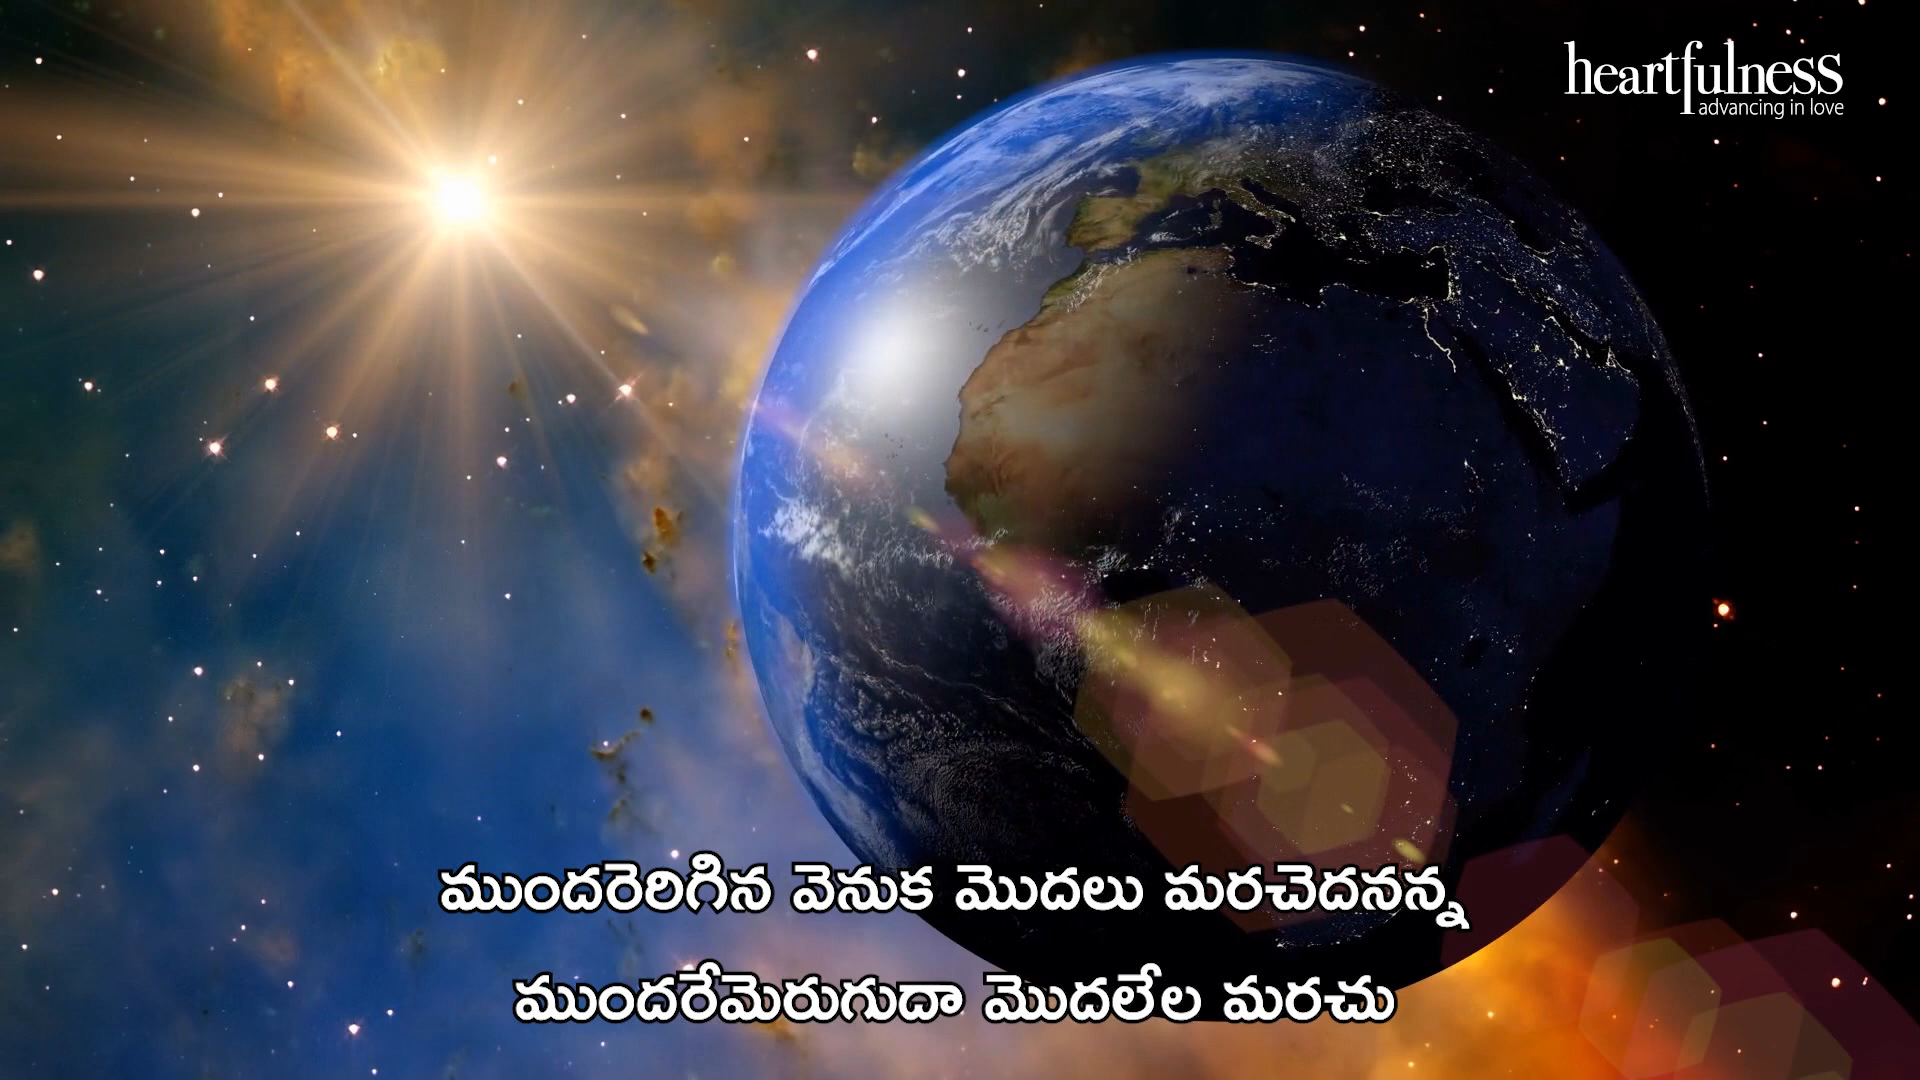 heartfulness
advancing in love
ముందరెరిగిన వెనుక మొదలు మరచెదనన్న
ముందరేమెరుగుదా మొదలేల మరచు